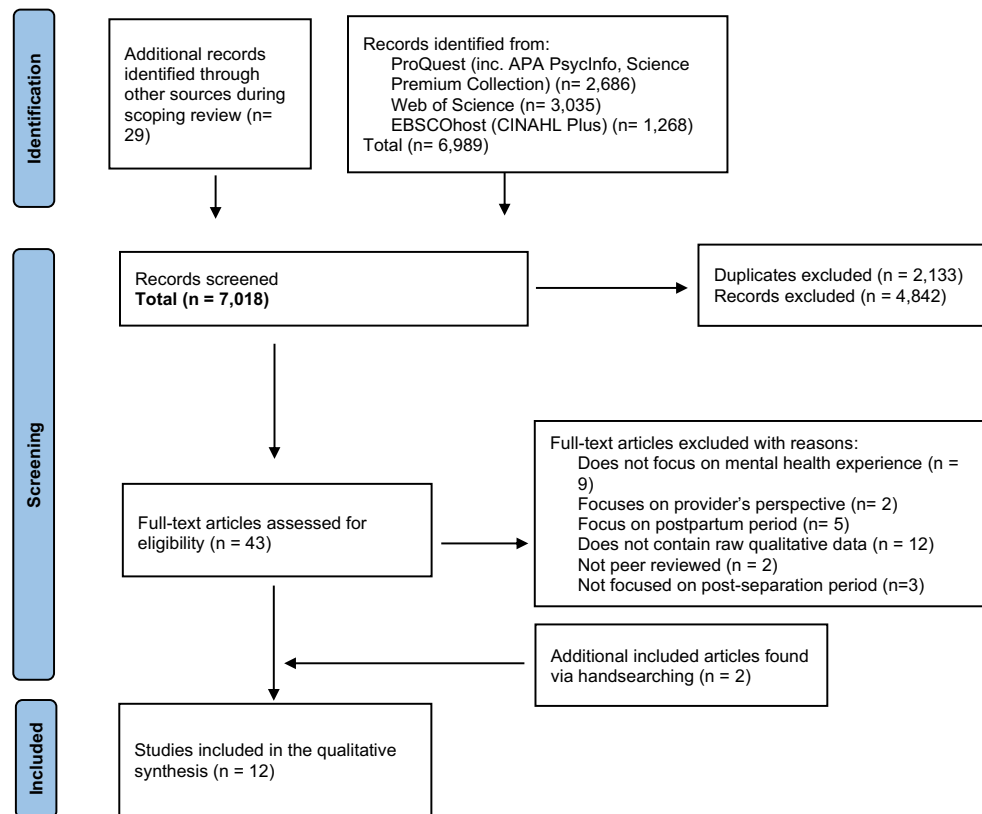 Identification
Additional records
identified through
other sources during
scoping review (n=
29)
Records identified from:
ProQuest (inc. APA PsycInfo, Science
Premium Collection) (n= 2,686)
Web of Science (n= 3,035)
EBSCOhost (CINAHL Plus) (n= 1,268)
Total (n= 6,989)
Screening
Records screened
Total (n = 7,018)
Duplicates excluded (n = 2,133)
Records excluded (n = 4,842)
Full-text articles assessed for
eligibility (n = 43)
Full-text articles excluded with reasons:
Does not focus on mental health experience (n =
9)
Focuses on provider's perspective (n= 2)
Focus on postpartum period (n= 5)
Does not contain raw qualitative data (n = 12)
Not peer reviewed (n = 2)
Not focused on post-separation period (n=3)
Additional included articles found
via handsearching (n = 2)
Included
Studies included in the qualitative
synthesis (n = 12)